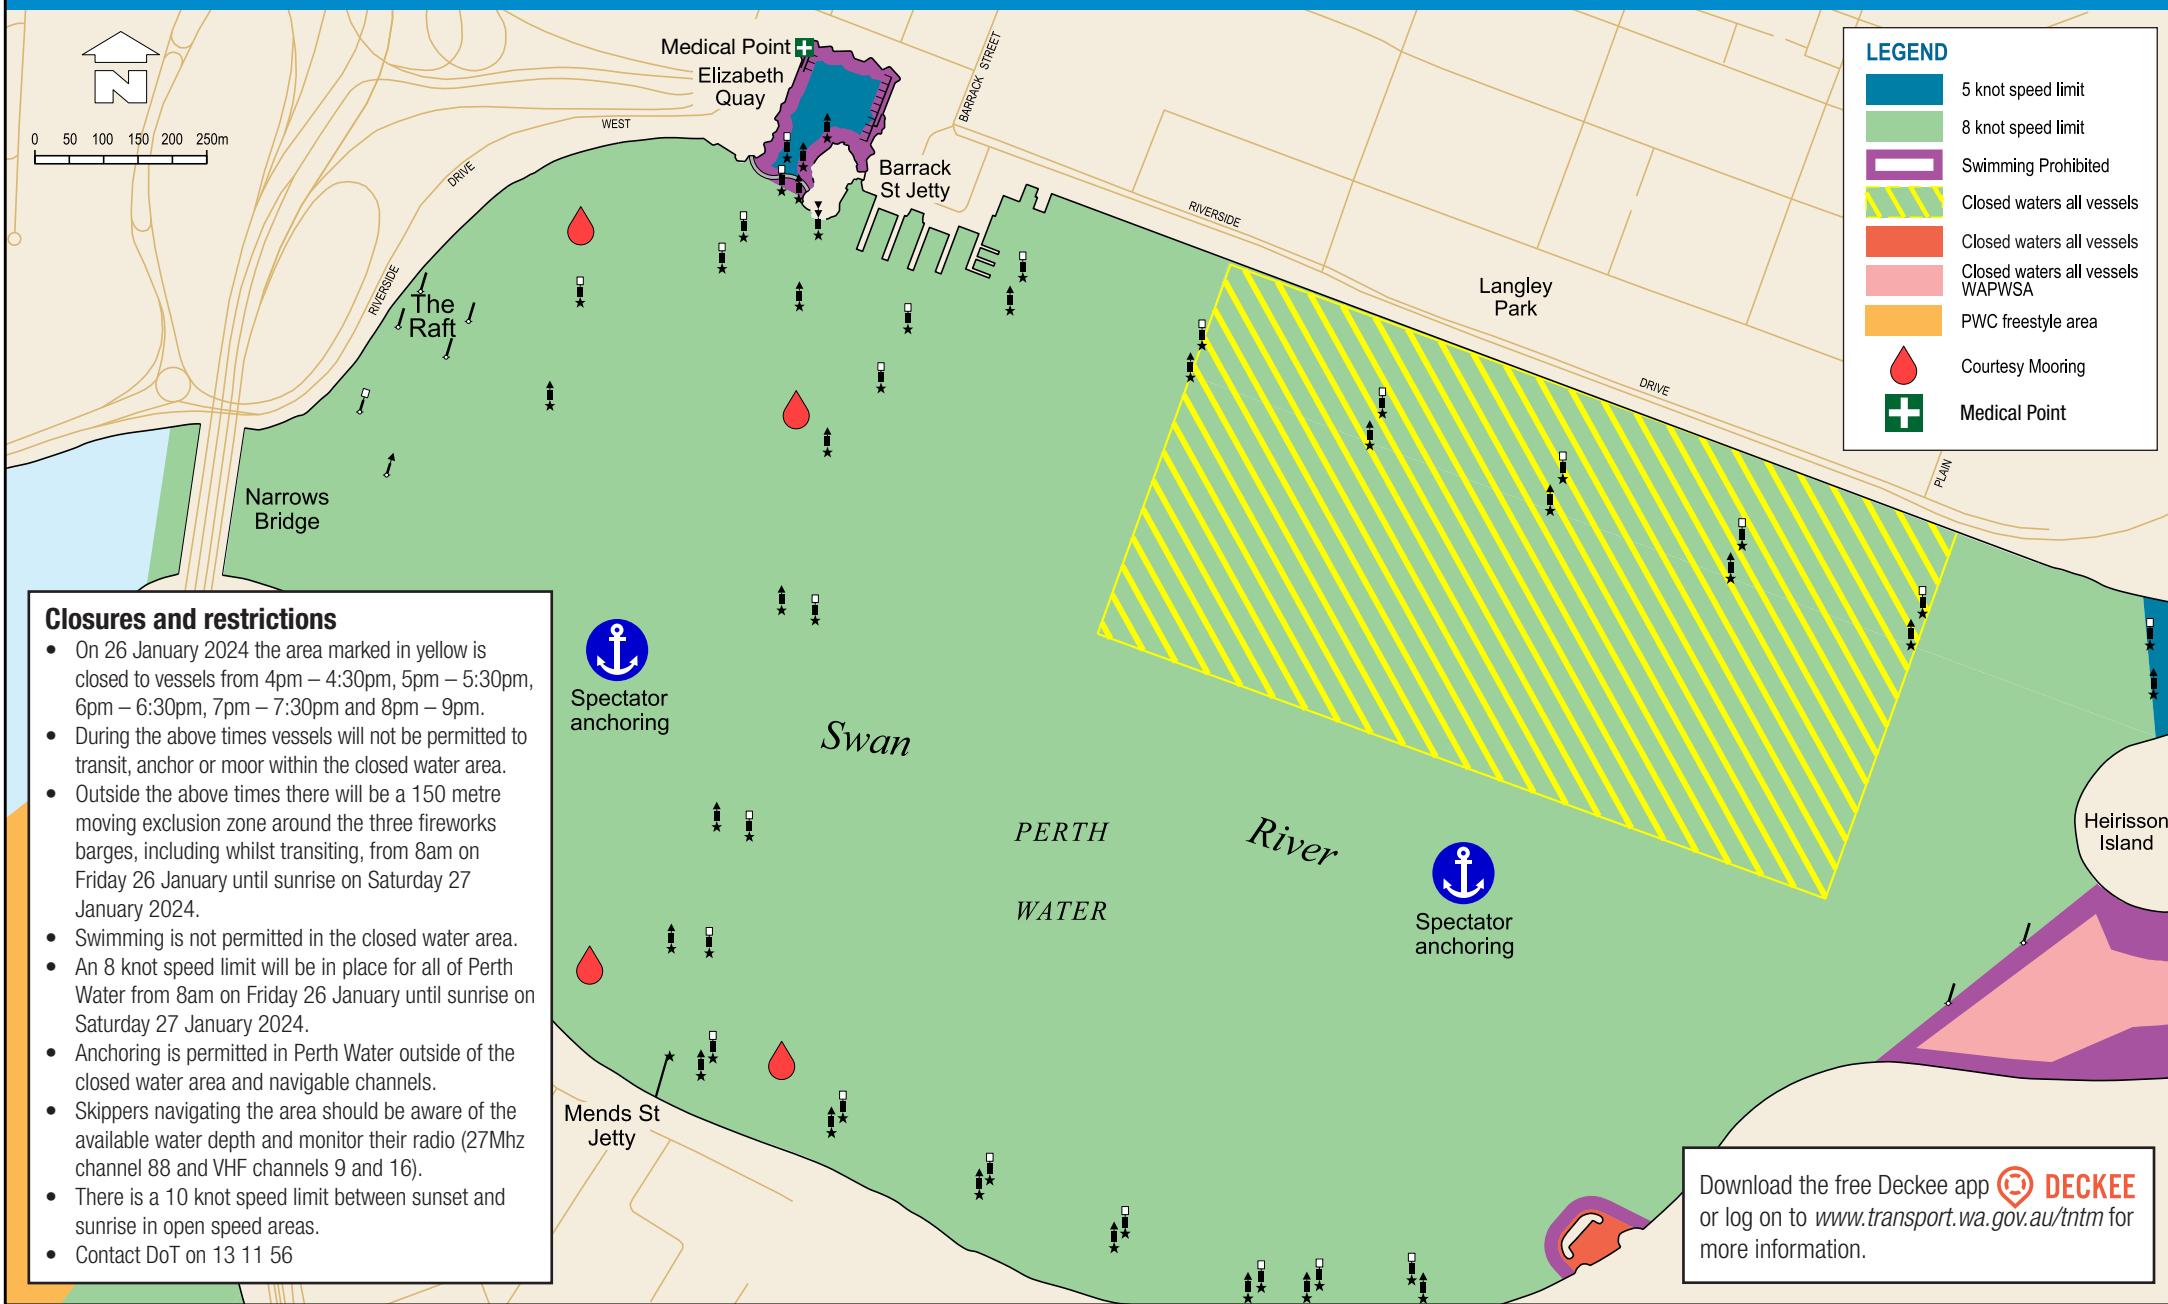 N
0 50 100 150 200 250m
Medical Point
Elizabeth
Quay
BARRACK STREET
WEST
DRIVE
RIVERSIDE
Barrack
St Jetty
RIVERSIDE
DRIVE
Langley
Park
PLAIN
The
Raft
Narrows
Bridge
LEGEND
5 knot speed limit
8 knot speed limit
Swimming Prohibited
Closed waters all vessels
Closed waters all vessels
Closed waters all vessels
WAPWSA
PWC freestyle area
Courtesy Mooring
Medical Point
Closures and restrictions
• On 26 January 2024 the area marked in yellow is
closed to vessels from 4pm – 4:30pm, 5pm – 5:30pm,
6pm – 6:30pm, 7pm – 7:30pm and 8pm – 9pm.
• During the above times vessels will not be permitted to
transit, anchor or moor within the closed water area.
• Outside the above times there will be a 150 metre
moving exclusion zone around the three fireworks
barges, including whilst transiting, from 8am on
Friday 26 January until sunrise on Saturday 27
January 2024.
• Swimming is not permitted in the closed water area.
• An 8 knot speed limit will be in place for all of Perth
Water from 8am on Friday 26 January until sunrise on
Saturday 27 January 2024.
• Anchoring is permitted in Perth Water outside of the
closed water area and navigable channels.
• Skippers navigating the area should be aware of the
available water depth and monitor their radio (27Mhz
channel 88 and VHF channels 9 and 16).
• There is a 10 knot speed limit between sunset and
sunrise in open speed areas.
• Contact DoT on 13 11 56
Spectator
anchoring
Swan
River
PERTH
WATER
Spectator
anchoring
Heirisson
Island
Mends St
Jetty
Download the free Deckee app DECKEE
or log on to www.transport.wa.gov.au/tntm for
more information.